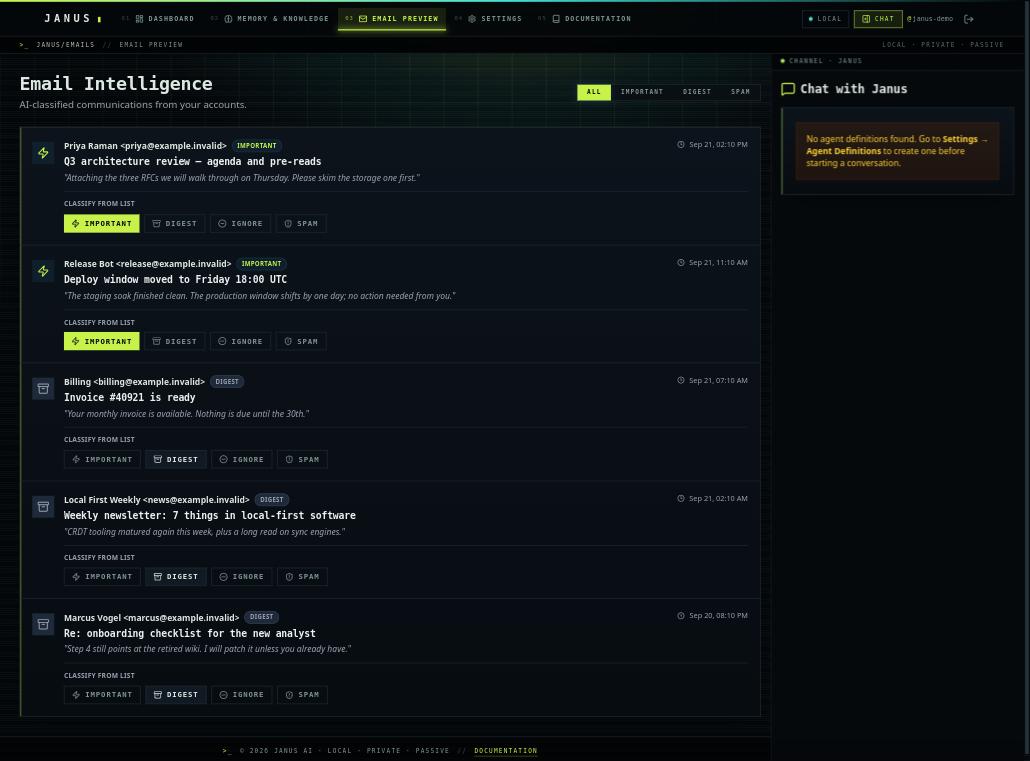 JANUS
01 DASHBOARD
02 MEMORY & KNOWLEDGE
03 EMAIL PREVIEW
04 SETTINGS
05 DOCUMENTATION
LOCAL
CHAT
@janus-demo
>_ JANUS/EMAILS // EMAIL PREVIEW
LOCAL · PRIVATE · PASSIVE
Email Intelligence
AI-classified communications from your accounts.
ALL IMPORTANT DIGEST SPAM
Priya Raman <priya@example.invalid> IMPORTANT
Sep 21, 02:10 PM
Q3 architecture review — agenda and pre-reads
"Attaching the three RFCs we will walk through on Thursday. Please skim the storage one first."
CLASSIFY FROM LIST
IMPORTANT DIGEST IGNORE SPAM
Release Bot <release@example.invalid> IMPORTANT
Sep 21, 11:10 AM
Deploy window moved to Friday 18:00 UTC
"The staging soak finished clean. The production window shifts by one day; no action needed from you."
CLASSIFY FROM LIST
IMPORTANT DIGEST IGNORE SPAM
Billing <billing@example.invalid> DIGEST
Sep 21, 07:10 AM
Invoice #40921 is ready
"Your monthly invoice is available. Nothing is due until the 30th."
CLASSIFY FROM LIST
IMPORTANT DIGEST IGNORE SPAM
Local First Weekly <news@example.invalid> DIGEST
Sep 21, 02:10 AM
Weekly newsletter: 7 things in local-first software
"CRDT tooling matured again this week, plus a long read on sync engines."
CLASSIFY FROM LIST
IMPORTANT DIGEST IGNORE SPAM
Marcus Vogel <marcus@example.invalid> DIGEST
Sep 20, 08:10 PM
Re: onboarding checklist for the new analyst
"Step 4 still points at the retired wiki. I will patch it unless you already have."
CLASSIFY FROM LIST
IMPORTANT DIGEST IGNORE SPAM
>_ © 2026 JANUS AI · LOCAL · PRIVATE · PASSIVE // DOCUMENTATION
CHANNEL · JANUS
Chat with Janus
No agent definitions found. Go to Settings →
Agent Definitions to create one before
starting a conversation.